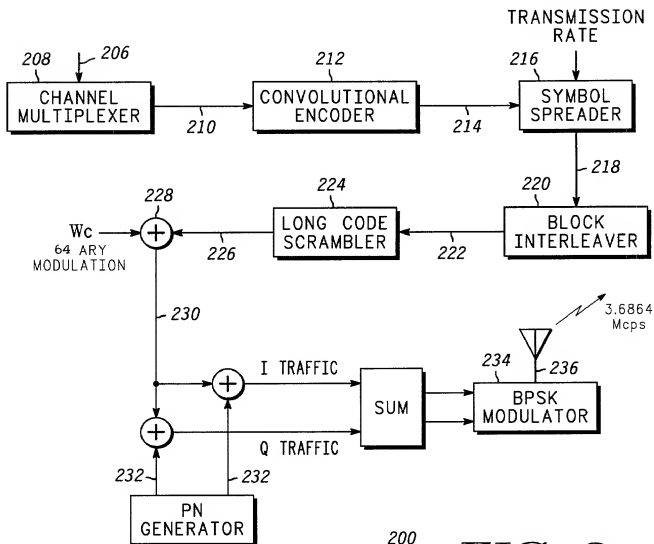 TRANSMISSION
RATE
206
208
212
216
CHANNEL
MULTIPLEXER
CONVOLUTIONAL
ENCODER
SYMBOL
SPREADER
210
214
218
228
224
220
Wc
64 ARY
MODULATION
LONG CODE
SCRAMBLER
BLOCK
INTERLEAVER
226
222
230
3.6864
Mcps
I TRAFFIC
234
236
SUM
BPSK
MODULATOR
Q TRAFFIC
232
232
PN
GENERATOR
200